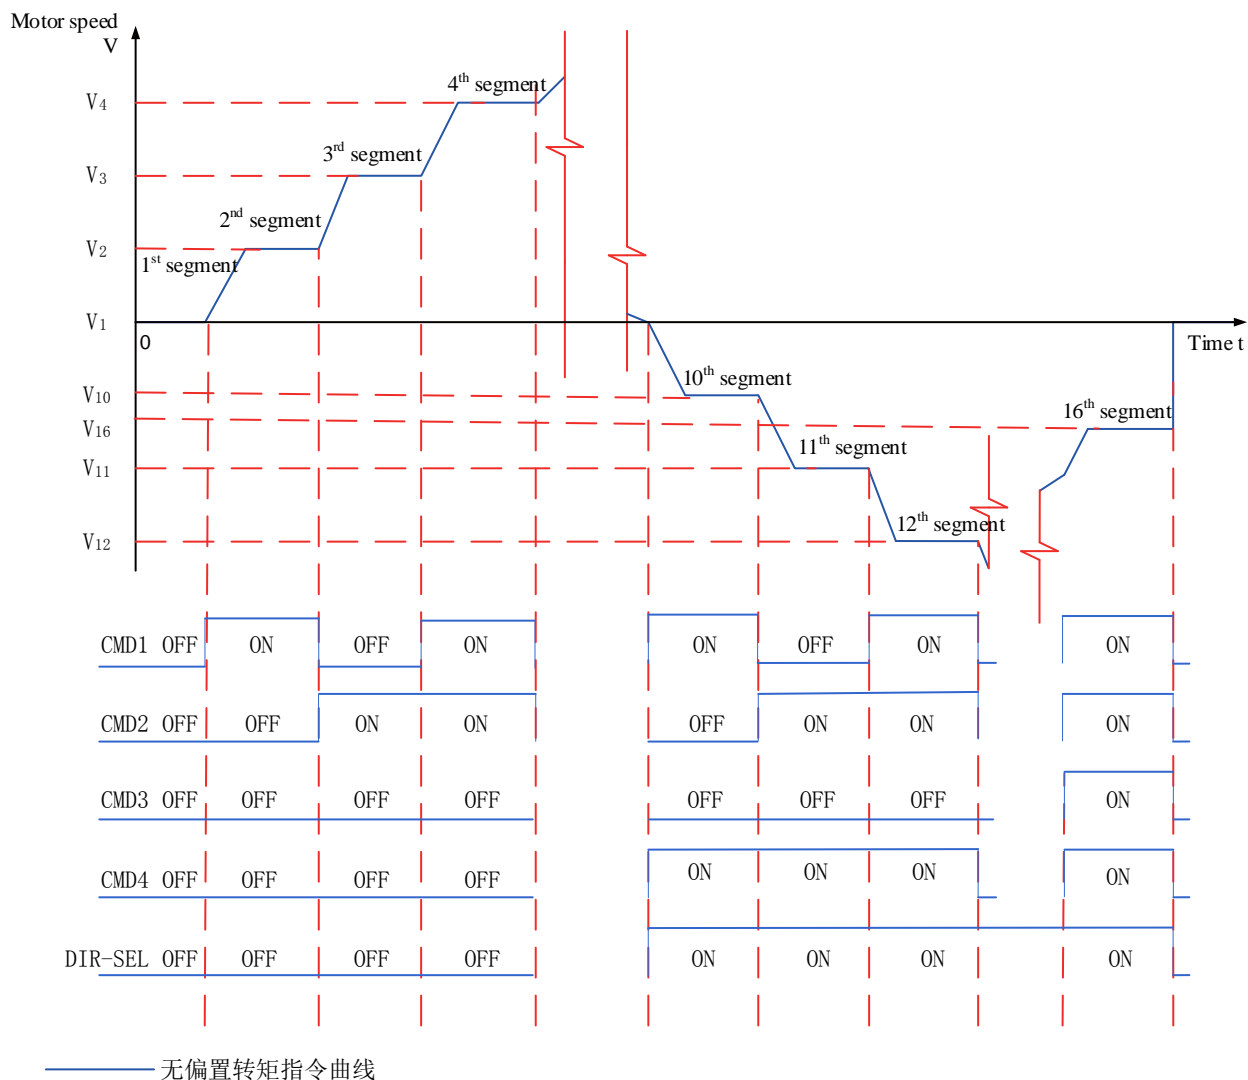 Motor speed
V
4th segment
V4
3rd segment
V3
2nd segment
V2
1st segment
V1
0
Time t
10th segment
V10
16th segment
V16
11th segment
V11
12th segment
V12
CMD1 OFF ON OFF ON ON OFF ON ON
CMD2 OFF OFF ON ON OFF ON ON ON
CMD3 OFF OFF OFF OFF OFF OFF OFF ON
CMD4 OFF OFF OFF OFF ON ON ON ON
DIR-SEL OFF OFF OFF OFF ON ON ON ON
无偏置转矩指令曲线